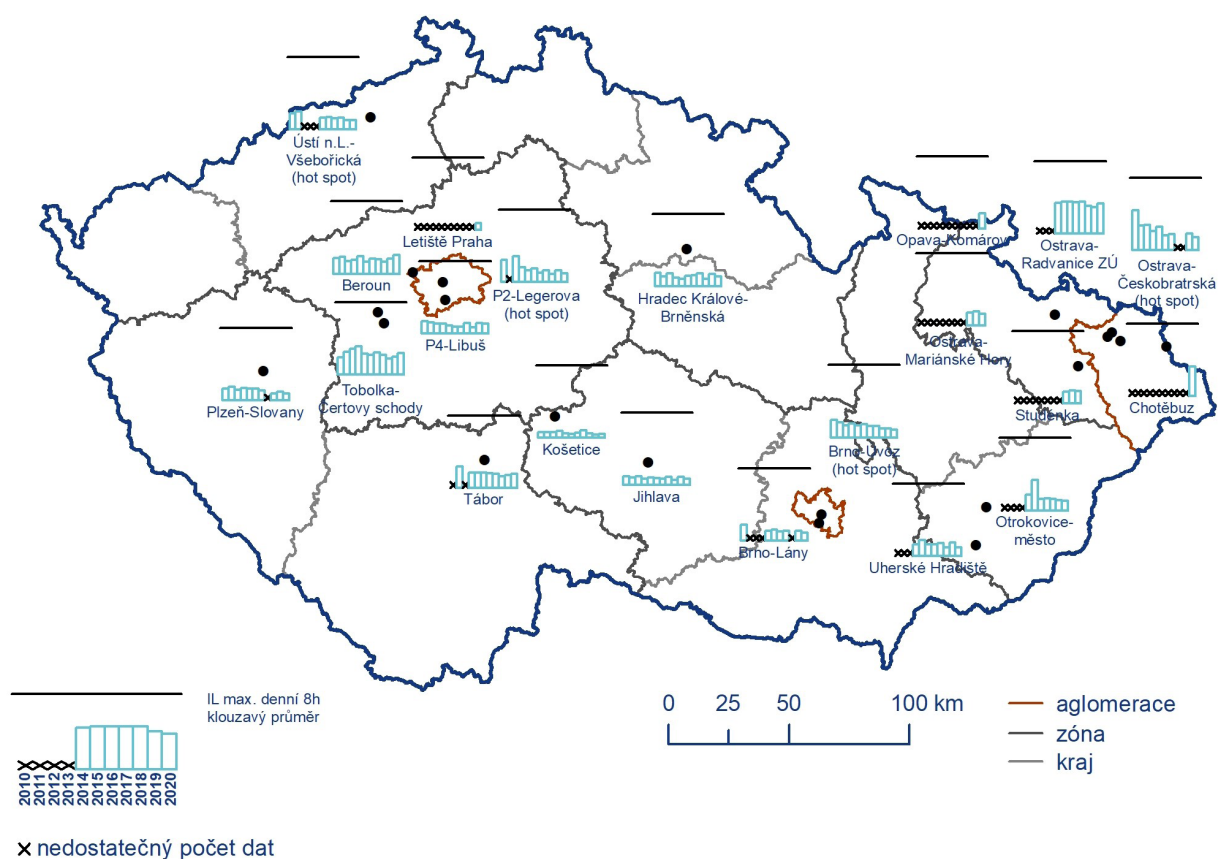 Ústí n.L.-
Všebořická
(hot spot)
Letiště Praha
Beroun
P2-Legerova
(hot spot)
P4-Libuš
Hradec Králové-
Brněnská
Opava-Komárov
Ostrava-
Radvanice ZÚ
Ostrava-
Českobratrská
(hot spot)
Ostrava-
Mariánské Hory
Plzeň-Slovany
Tobolka-
Čertovy schody
Studénka
Chotěbuz
Košetice
Brno-Úvoz
(hot spot)
Tábor
Jihlava
Otrokovice-
město
Brno-Lány
Uherské Hradiště
IL max. denní 8h
klouzavý průměr
2010
2011
2012
2013
2014
2015
2016
2017
2018
2019
2020
nedostatečný počet dat
0 25 50 100 km
aglomerace
zóna
kraj